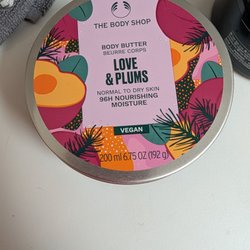 THE BODY SHOP
BODY BUTTER
BEURRE CORPS
LOVE
& PLUMS
NORMAL TO DRY SKIN
96H NOURISHING
MOISTURE
VEGAN
200 ml 6.75 OZ (192 g)